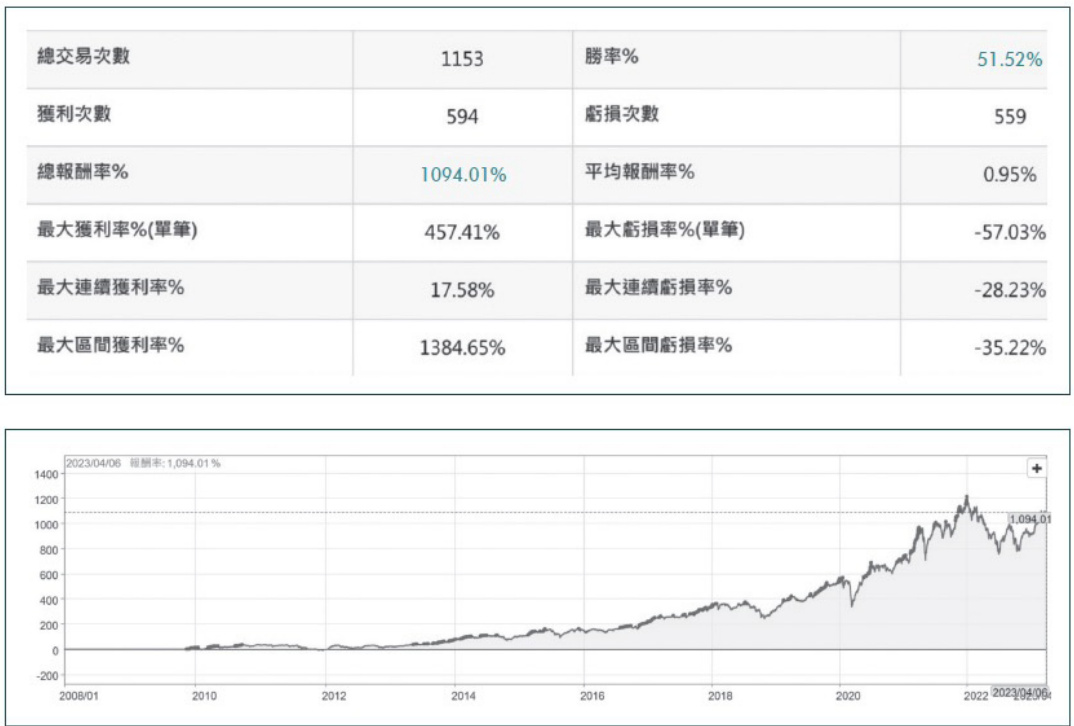 總交易次數 1153 勝率% 51.52%
獲利次數 594 虧損次數 559
總報酬率% 1094.01% 平均報酬率% 0.95%
最大獲利率%(單筆) 457.41% 最大虧損率%(單筆) -57.03%
最大連續獲利率% 17.58% 最大連續虧損率% -28.23%
最大區間獲利率% 1384.65% 最大區間虧損率% -35.22%
2023/04/06 報酬率: 1,094.01 %
+
1400
1200
1,094.01
1000
800
600
400
200
0
-200
2008/01 2010 2012 2014 2016 2018 2020 2022 2023/04/06